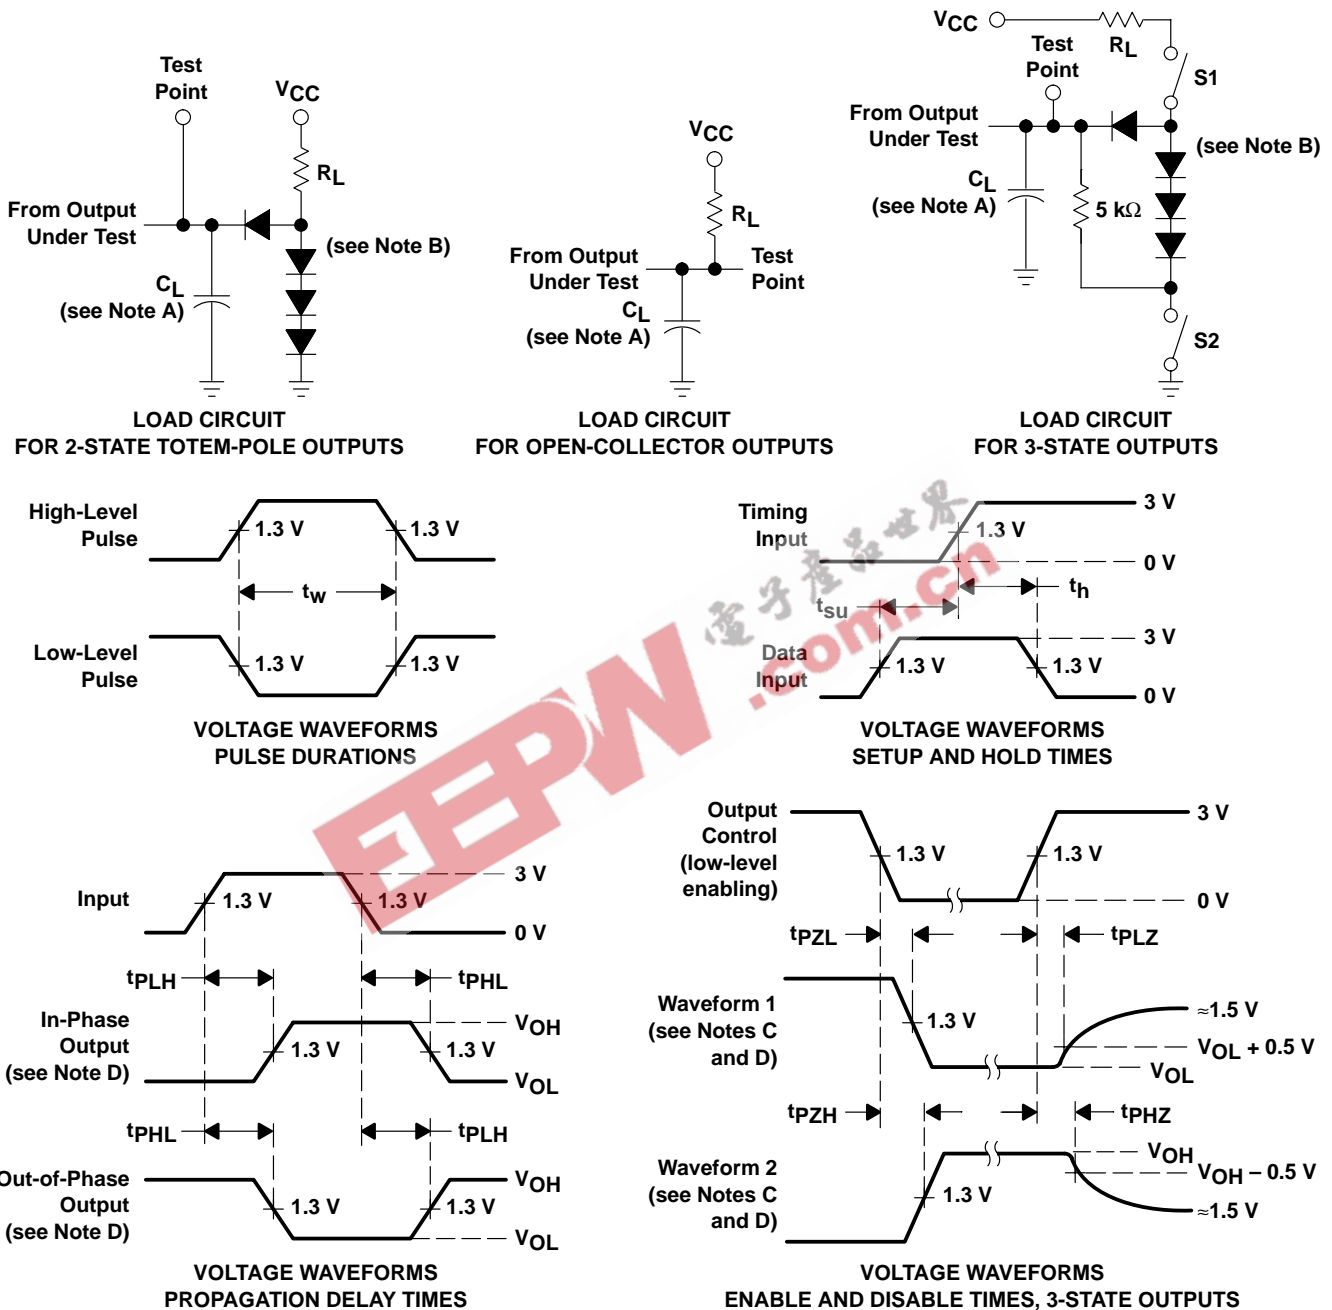 Test
Point
VCC
RL
From Output
Under Test
(see Note B)
CL
(see Note A)
LOAD CIRCUIT
FOR 2-STATE TOTEM-POLE OUTPUTS
VCC
RL
From Output
Under Test
Test
Point
CL
(see Note A)
LOAD CIRCUIT
FOR OPEN-COLLECTOR OUTPUTS
VCC
RL
Test
Point
S1
From Output
Under Test
(see Note B)
CL
(see Note A)
5 kΩ
S2
LOAD CIRCUIT
FOR 3-STATE OUTPUTS
High-Level
Pulse
1.3 V
1.3 V
tw
Low-Level
Pulse
1.3 V
1.3 V
VOLTAGE WAVEFORMS
PULSE DURATIONS
Timing
Input
1.3 V
3 V
0 V
tsu
th
Data
Input
1.3 V
1.3 V
3 V
0 V
VOLTAGE WAVEFORMS
SETUP AND HOLD TIMES
電子產品世界
EEPW
.com.cn
Input
1.3 V
1.3 V
3 V
0 V
tPLH
tPHL
In-Phase
Output
(see Note D)
1.3 V
1.3 V
VOH
VOL
tPHL
tPLH
Out-of-Phase
Output
(see Note D)
1.3 V
1.3 V
VOH
VOL
VOLTAGE WAVEFORMS
PROPAGATION DELAY TIMES
Output
Control
(low-level
enabling)
1.3 V
1.3 V
3 V
0 V
tPZL
tPLZ
Waveform 1
(see Notes C
and D)
1.3 V
≈1.5 V
VOL + 0.5 V
VOL
tPZH
tPHZ
Waveform 2
(see Notes C
and D)
1.3 V
VOH
VOH – 0.5 V
≈1.5 V
VOLTAGE WAVEFORMS
ENABLE AND DISABLE TIMES, 3-STATE OUTPUTS